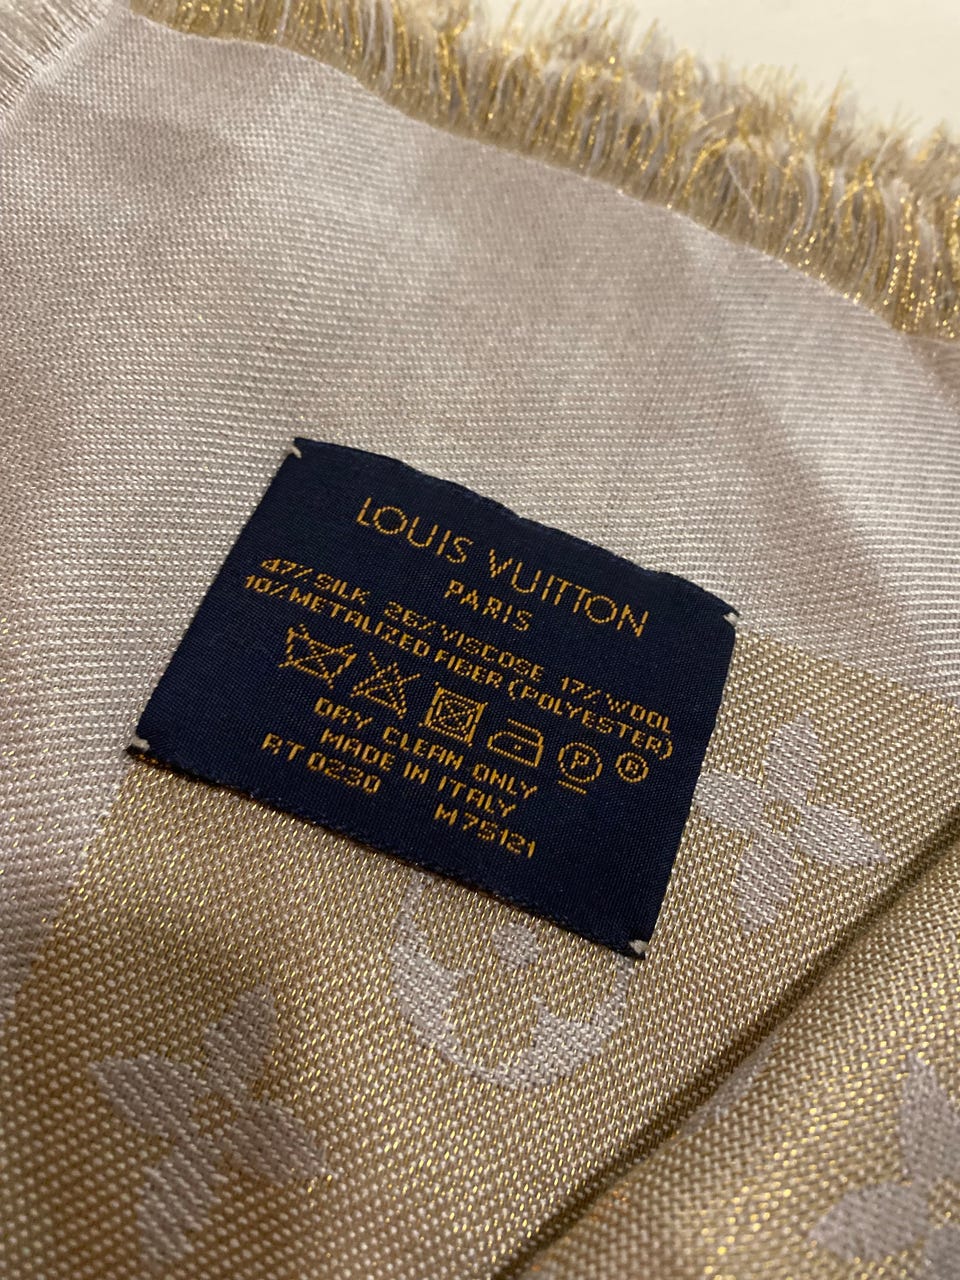 LOUIS VUITTON
PARIS
47% SILK 26% VISCOSE 17% WOOL
10% METALIZED FIBER (POLYESTER)
P ®
DRY CLEAN ONLY
MADE IN ITALY
RT 0230 M75121